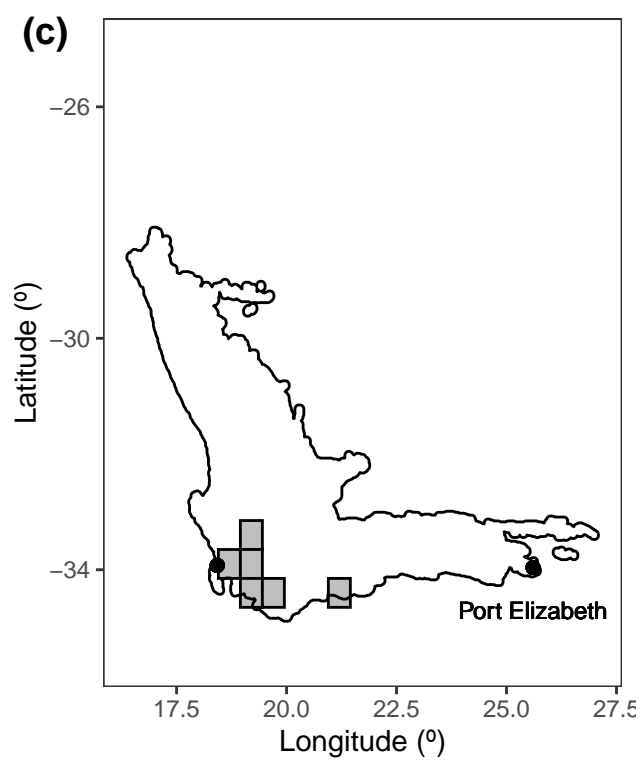 (c)
−26
−30
−34
Latitude (º)
Port Elizabeth
17.5 20.0 22.5 25.0 27.5
Longitude (º)